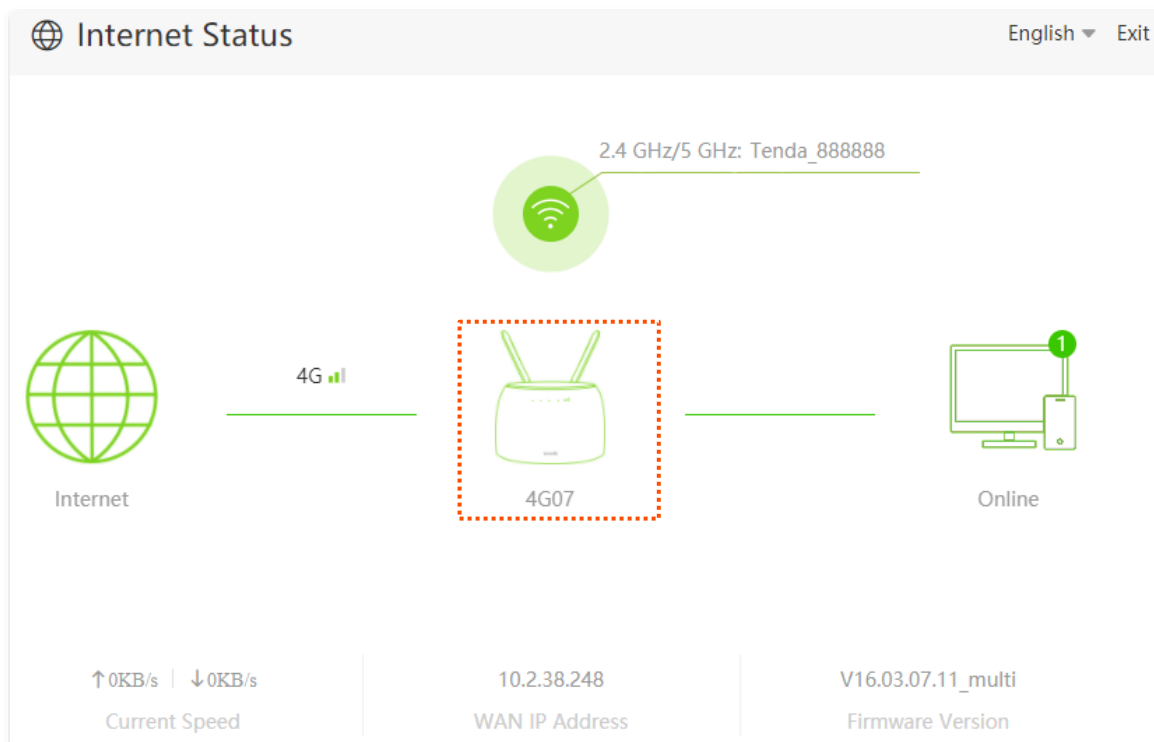 Internet Status
English
Exit
2.4 GHz/5 GHz: Tenda_888888
4G
1
Internet
4G07
Online
↑0KB/s
↓0KB/s
10.2.38.248
V16.03.07.11_multi
Current Speed
WAN IP Address
Firmware Version